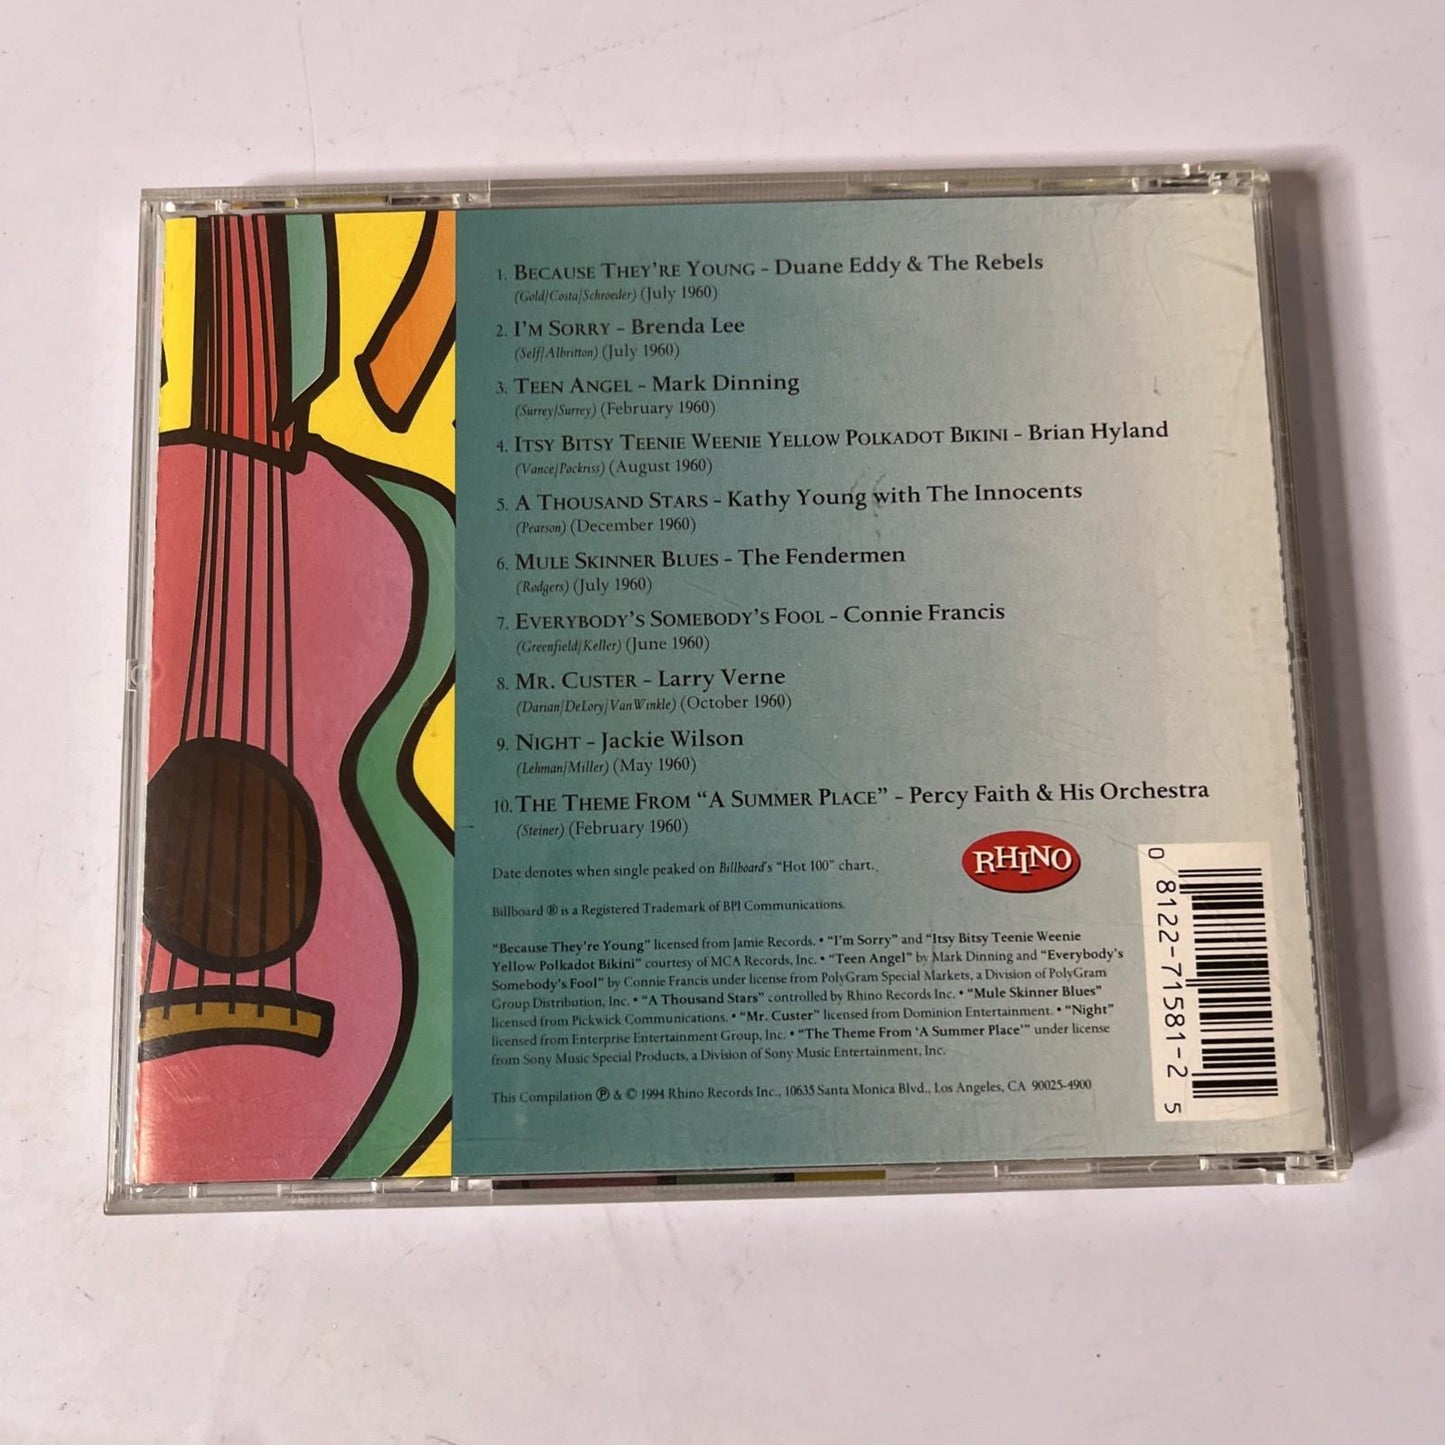 1. Because They're Young - Duane Eddy & The Rebels
(Gold/Costa/Schroeder) (July 1960)
2. I'm Sorry - Brenda Lee
(Self/Albritton) (July 1960)
3. Teen Angel - Mark Dinning
(Surrey/Surrey) (February 1960)
4. Itsy Bitsy Teenie Weenie Yellow Polkadot Bikini - Brian Hyland
(Vance/Pockriss) (August 1960)
5. A Thousand Stars - Kathy Young with The Innocents
(Pearson) (December 1960)
6. Mule Skinner Blues - The Fendermen
(Rodgers) (July 1960)
7. Everybody's Somebody's Fool - Connie Francis
(Greenfield/Keller) (June 1960)
8. Mr. Custer - Larry Verne
(Darian/DeLory/Van Winkle) (October 1960)
9. Night - Jackie Wilson
(Lehman/Miller) (May 1960)
10. The Theme From “A Summer Place” - Percy Faith & His Orchestra
(Steiner) (February 1960)
Date denotes when single peaked on Billboard's “Hot 100” chart.
RHINO
Billboard ® is a Registered Trademark of BPI Communications.
“Because They're Young” licensed from Jamie Records. • “I'm Sorry” and “Itsy Bitsy Teenie Weenie
Yellow Polkadot Bikini” courtesy of MCA Records, Inc. • “Teen Angel” by Mark Dinning and “Everybody's
Somebody's Fool” by Connie Francis under license from PolyGram Special Markets, a Division of PolyGram
Group Distribution, Inc. • “A Thousand Stars” controlled by Rhino Records Inc. • “Mule Skinner Blues”
licensed from Pickwick Communications. • “Mr. Custer” licensed from Dominion Entertainment. • “Night”
licensed from Enterprise Entertainment Group, Inc. • “The Theme From ‘A Summer Place’” under license
from Sony Music Special Products, a Division of Sony Music Entertainment, Inc.
This Compilation ℗ & © 1994 Rhino Records Inc., 10635 Santa Monica Blvd., Los Angeles, CA 90025-4900
0 8122-71581-2 5